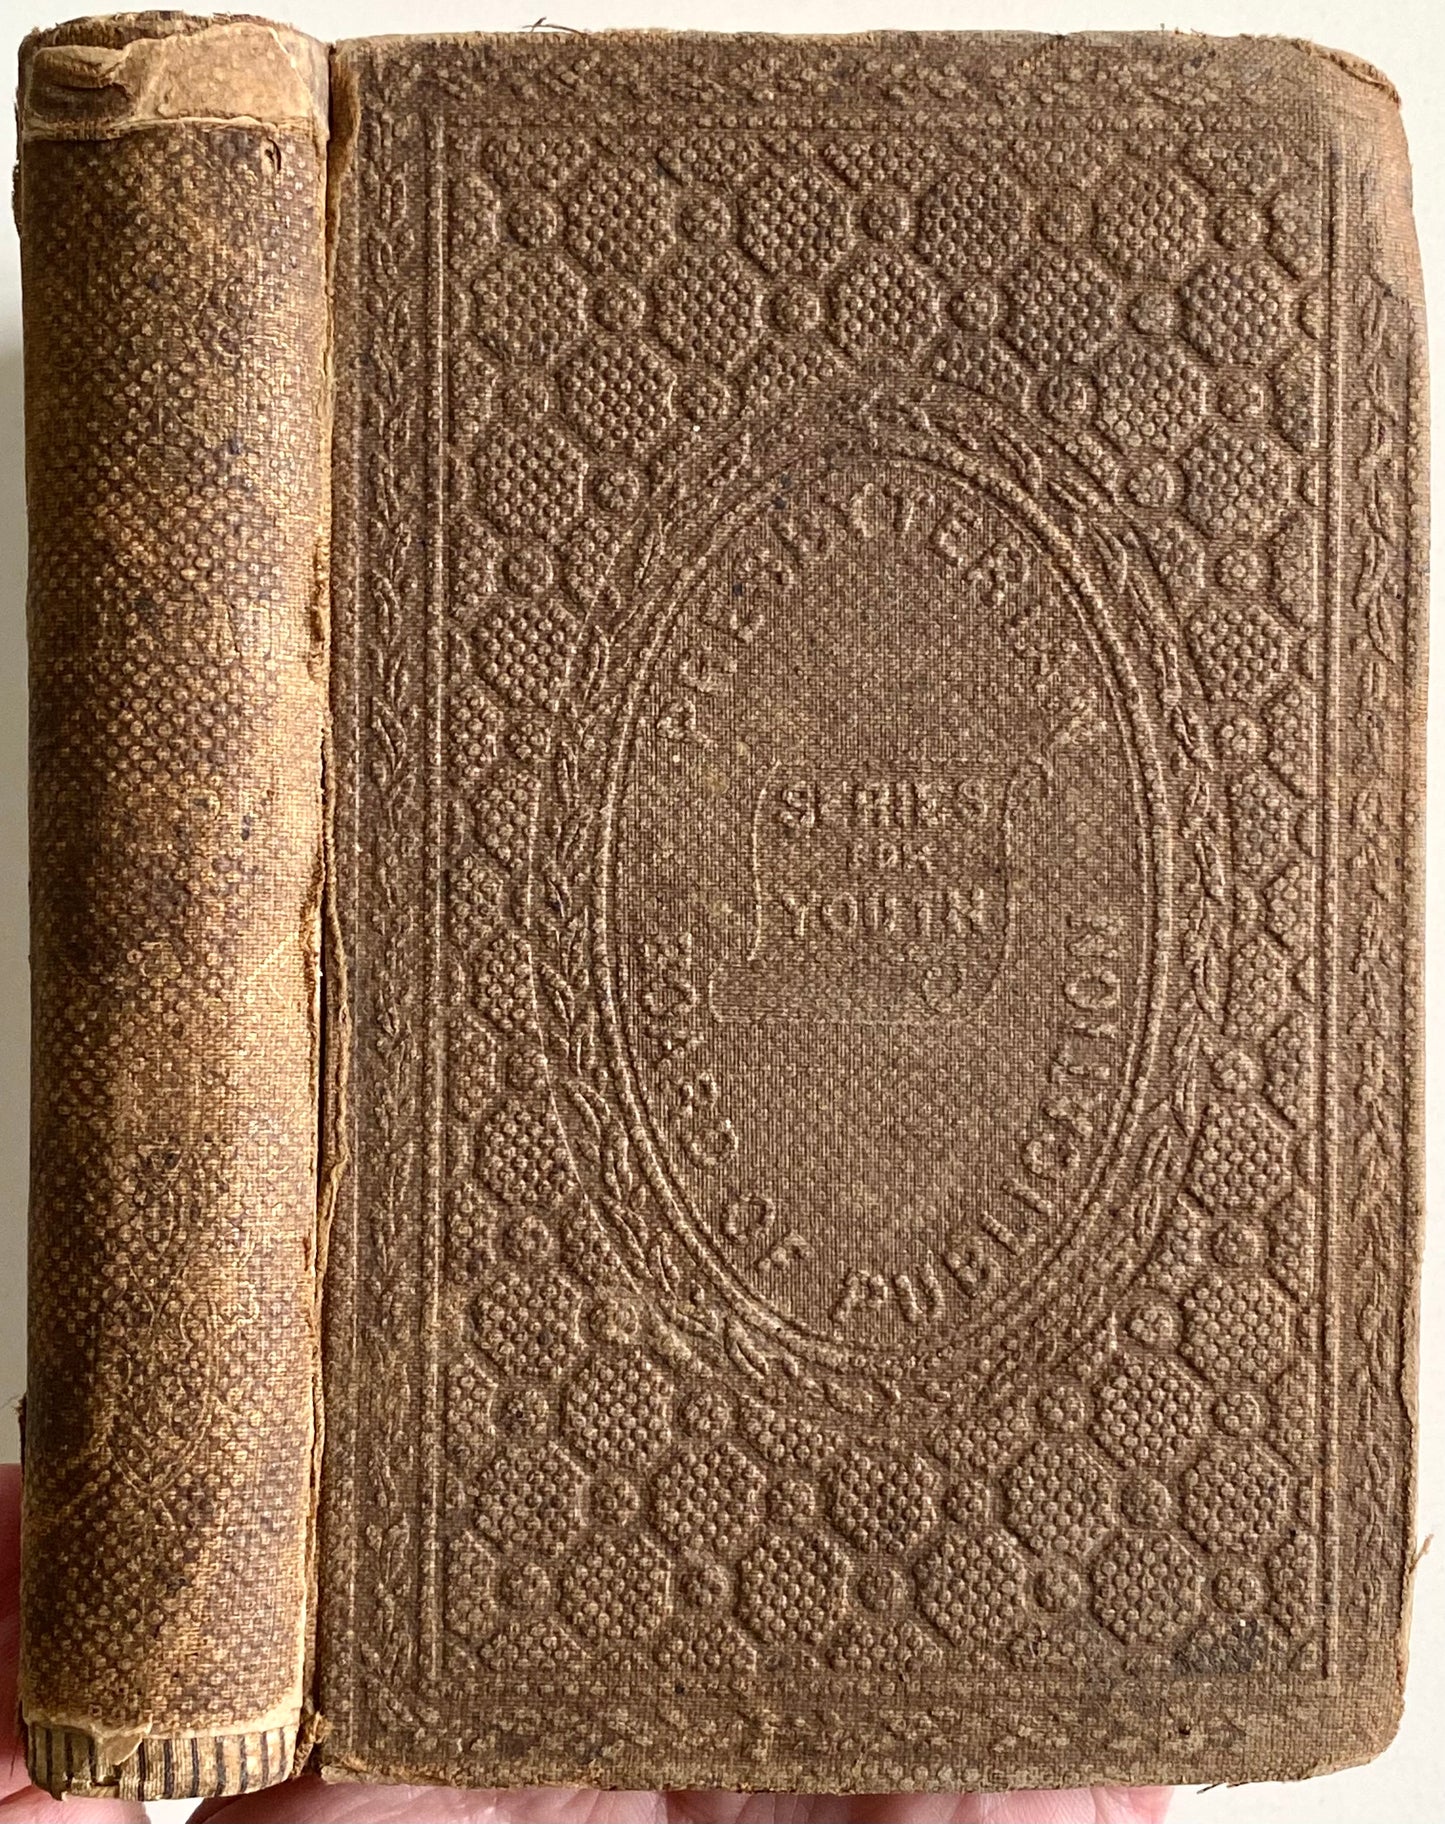 PRESBYTERIAN
BOARD OF PUBLICATION
SERIES
FOR
YOUTH